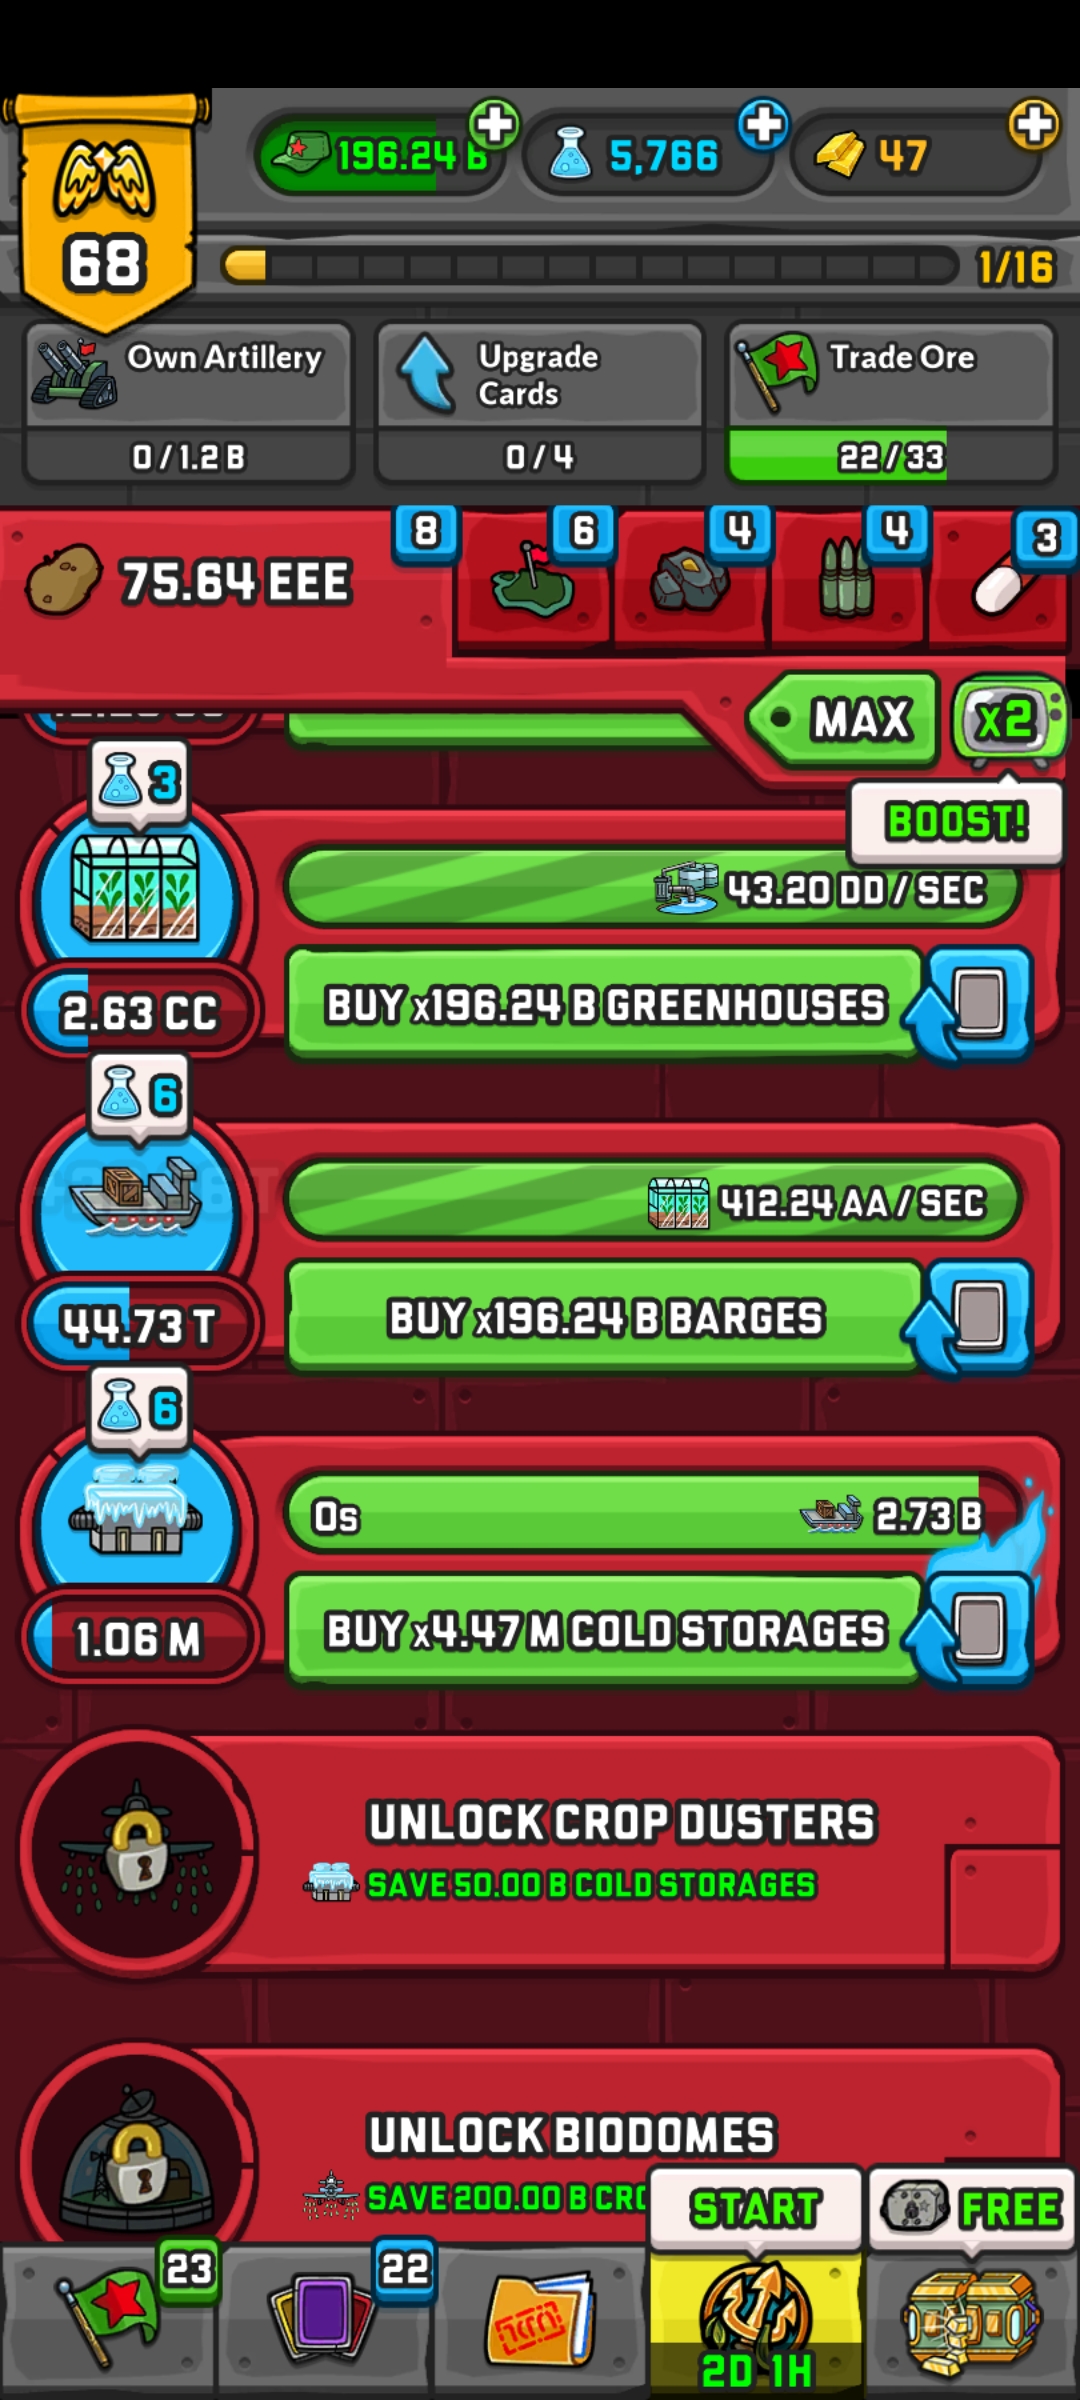 68
196.24 B
5,766
47
1/16
Own Artillery
0 / 1.2 B
Upgrade
Cards
0 / 4
Trade Ore
22 / 33
75.64 EEE
8
6
4
4
3
MAX
x2
BOOST!
3
43.20 DD / SEC
2.63 CC
BUY x196.24 B GREENHOUSES
6
412.24 AA / SEC
44.73 T
BUY x196.24 B BARGES
6
0s
2.73 B
1.06 M
BUY x4.47 M COLD STORAGES
UNLOCK CROP DUSTERS
SAVE 50.00 B COLD STORAGES
UNLOCK BIODOMES
SAVE 200.00 B
START
FREE
23
22
2D 1H